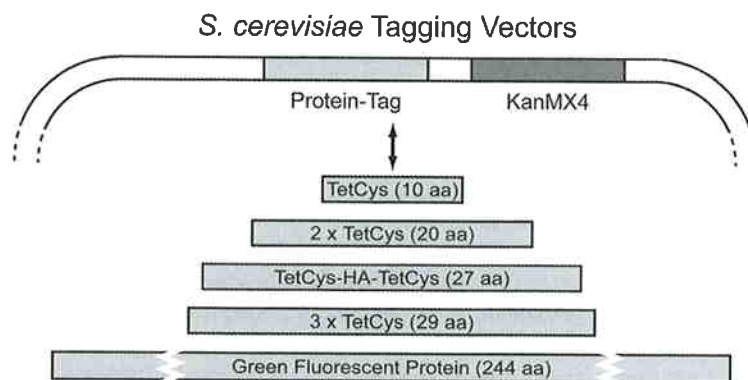 S. cerevisiae Tagging Vectors
Protein-Tag KanMX4
TetCys (10 aa)
2 x TetCys (20 aa)
TetCys-HA-TetCys (27 aa)
3 x TetCys (29 aa)
Green Fluorescent Protein (244 aa)